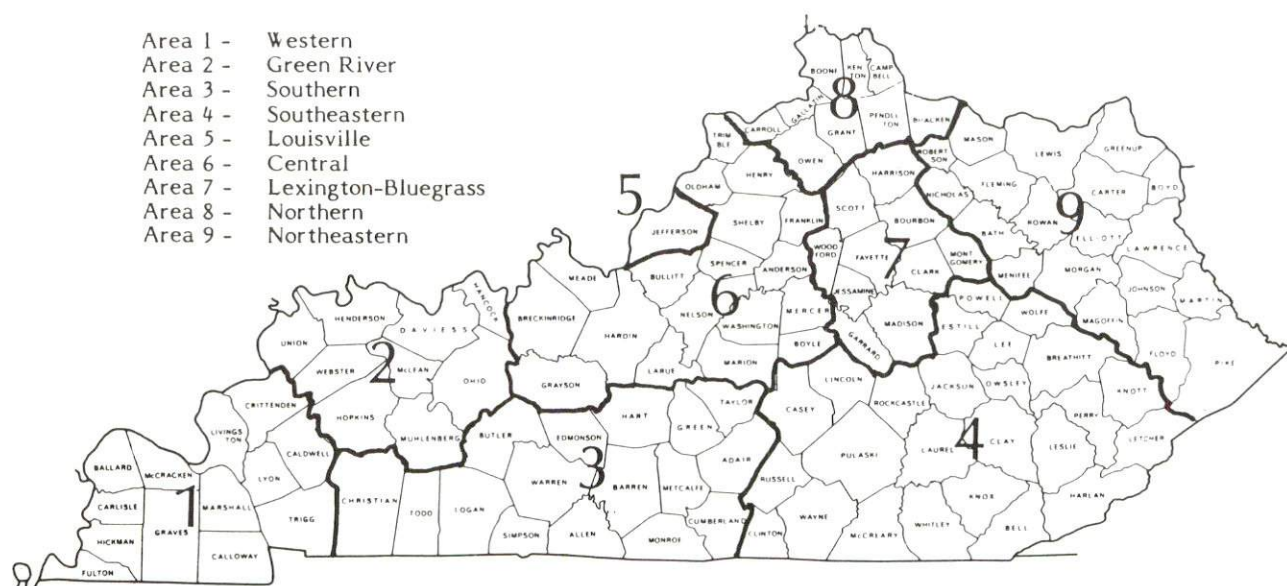 Area 1 - Western
Area 2 - Green River
Area 3 - Southern
Area 4 - Southeastern
Area 5 - Louisville
Area 6 - Central
Area 7 - Lexington-Bluegrass
Area 8 - Northern
Area 9 - Northeastern
BOONE
KEN
TON
CAMP
BELL
8
GALLATIN
CARROLL
GRANT
PENDLETON
BRACKEN
TRIM
BLE
OWEN
MASON
ROBERT
SON
LEWIS
GREENUP
HENRY
OLDHAM
HARRISON
NICHOLAS
FLEMING
CARTER
BOYD
5
JEFFERSON
SHELBY
FRANKLIN
SCOTT
BOURBON
BATH
ROWAN
9
ELLIOTT
LAWRENCE
WOOD
FORD
FAYETTE
7
CLARK
MONT
GOMERY
MENIFEE
MORGAN
JOHNSON
MARTIN
MEADE
BULLITT
SPENCER
ANDERSON
6
JESSAMINE
HANCOCK
BRECKINRIDGE
HARDIN
NELSON
WASHINGTON
MERCER
BOYLE
GARRARD
MADISON
ESTILL
POWELL
WOLFE
LEE
MAGOFFIN
FLOYD
PIKE
HENDERSON
DAVIESS
UNION
WEBSTER
2
McLEAN
OHIO
GRAYSON
LARUE
MARION
BREATHITT
KNOTT
LINCOLN
JACKSON
OWSLEY
PERRY
LETCHER
CRITTENDEN
HOPKINS
MUHLENBERG
BUTLER
EDMONSON
HART
GREEN
TAYLOR
CASEY
ROCKCASTLE
LIVINGS
TON
CALDWELL
LYON
3
WARREN
BARREN
METCALFE
ADAIR
RUSSELL
PULASKI
LAUREL
4
CLAY
LESLIE
HARLAN
BALLARD
McCRACKEN
1
CARLISLE
GRAVES
MARSHALL
TRIGG
CHRISTIAN
TODD
LOGAN
SIMPSON
ALLEN
MONROE
CUMBERLAND
CLINTON
WAYNE
McCREARY
WHITLEY
KNOX
BELL
HICKMAN
FULTON
CALLOWAY